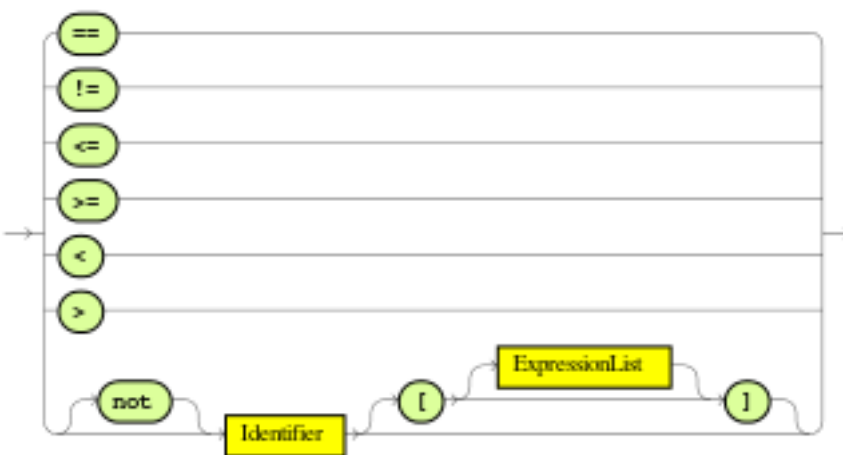 ==
!=
<=
>=
<
>
ExpressionList
not [ ]
Identifier